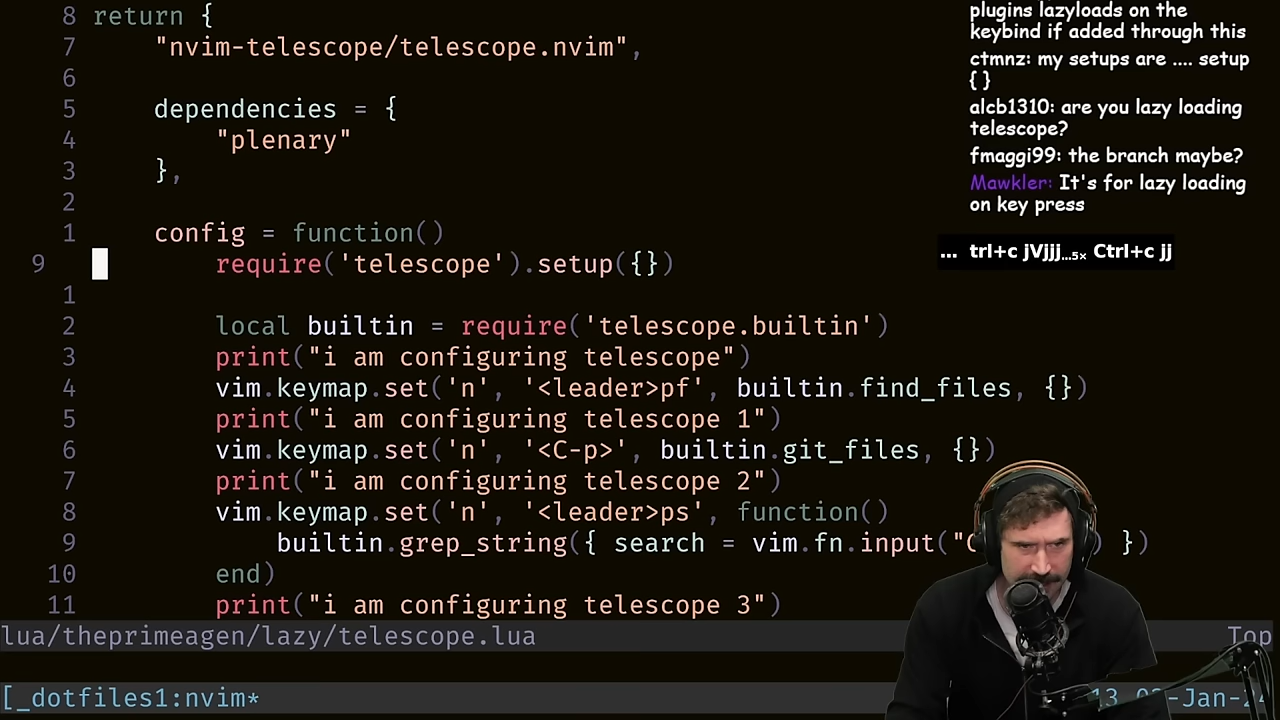 8 return {
7     "nvim-telescope/telescope.nvim",
6
5     dependencies = {
4         "plenary"
3     },
2
1     config = function()
9         require('telescope').setup({})
1
2         local builtin = require('telescope.builtin')
3         print("i am configuring telescope")
4         vim.keymap.set('n', '<leader>pf', builtin.find_files, {})
5         print("i am configuring telescope 1")
6         vim.keymap.set('n', '<C-p>', builtin.git_files, {})
7         print("i am configuring telescope 2")
8         vim.keymap.set('n', '<leader>ps', function()
9             builtin.grep_string({ search = vim.fn.input(" ) })
10         end)
11         print("i am configuring telescope 3")
lua/theprimeagen/lazy/telescope.lua Top
[_dotfiles1:nvim*
plugins lazyloads on the
keybind if added through this
ctmnz: my setups are .... setup
{}
alcb1310: are you lazy loading
telescope?
fmaggi99: the branch maybe?
Mawkler: It's for lazy loading
on key press
... trl+c jVjjj...5× Ctrl+c jj